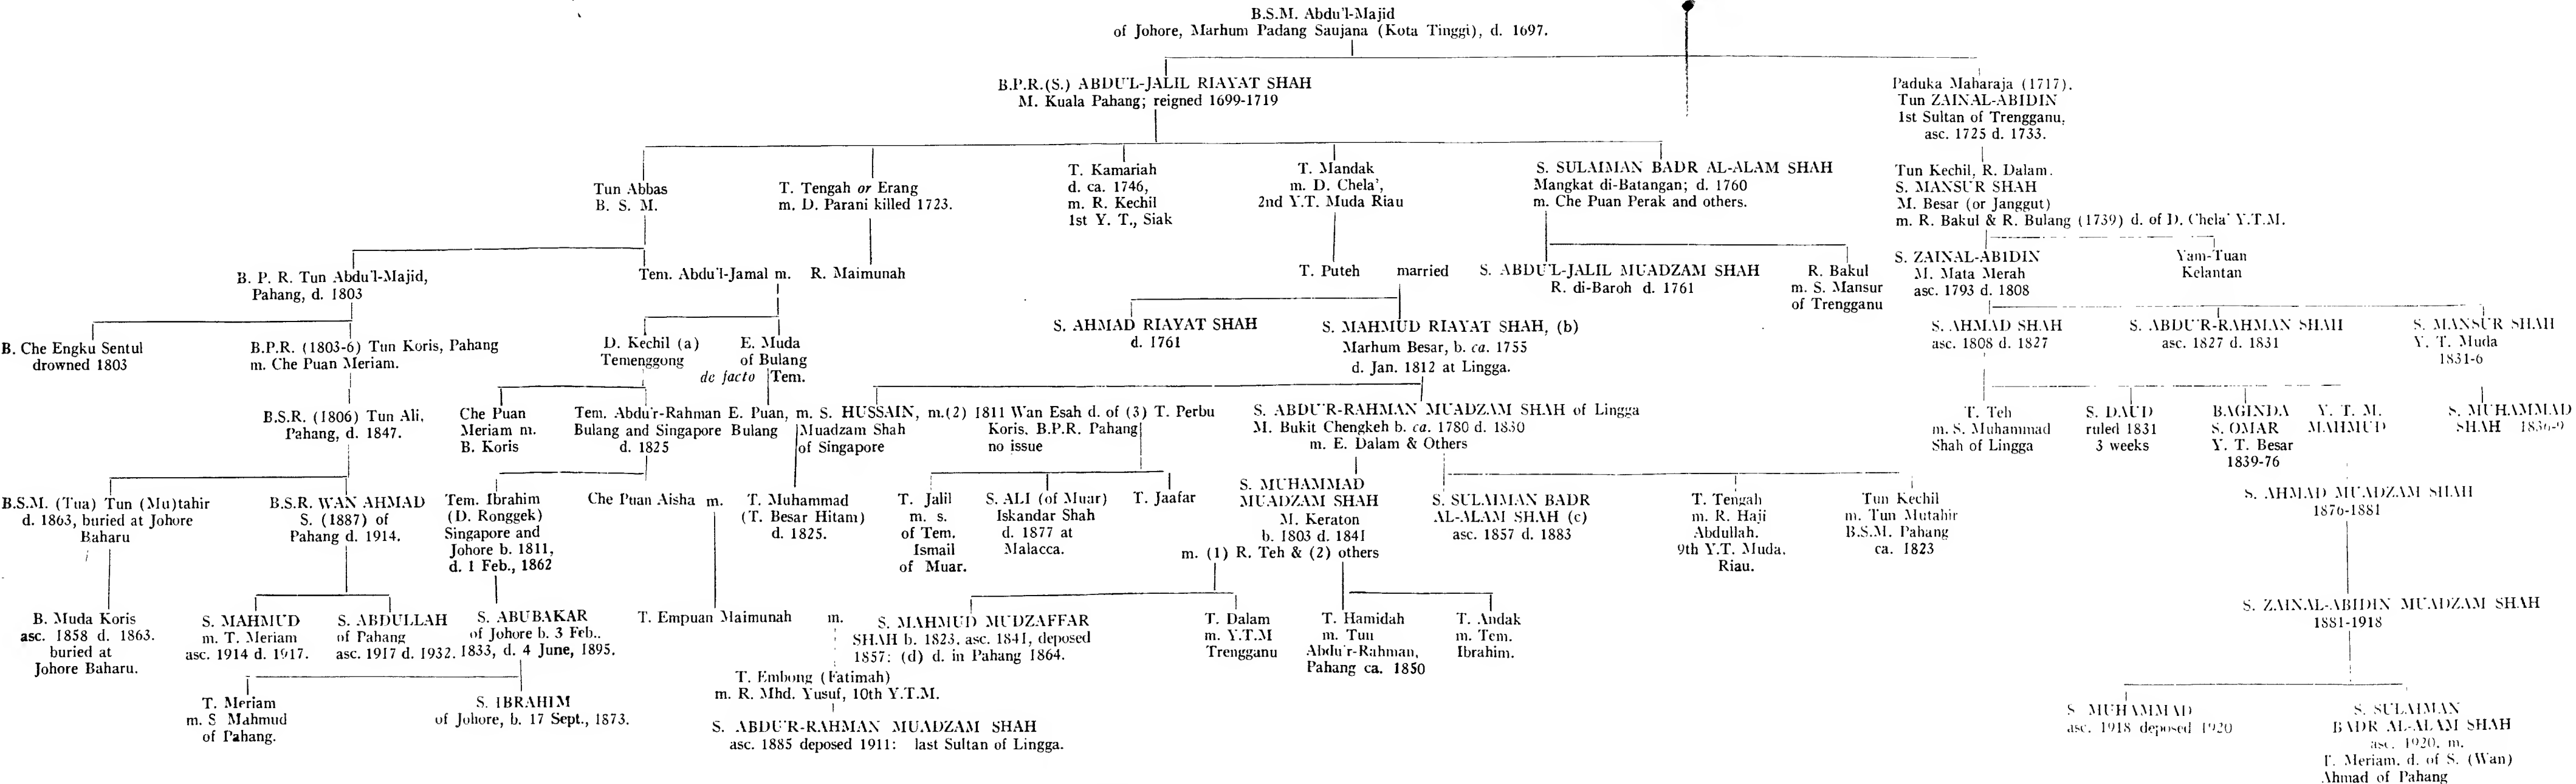 B.S.M. Abdu'l-Majid
of Johore, Marhum Padang Saujana (Kota Tinggi), d. 1697.
B.P.R.(S.) ABDU'L-JALIL RIAYAT SHAH
M. Kuala Pahang; reigned 1699-1719
Paduka Maharaja (1717).
Tun ZAINAL-ABIDIN
1st Sultan of Trengganu,
asc. 1725 d. 1733.
Tun Abbas
B. S. M.
T. Tengah or Erang
m. D. Parani killed 1723.
T. Kamariah
d. ca. 1746,
m. R. Kechil
1st Y. T., Siak
T. Mandak
m. D. Chela',
2nd Y.T. Muda Riau
S. SULAIMAN BADR AL-ALAM SHAH
Mangkat di-Batangan; d. 1760
m. Che Puan Perak and others.
Tun Kechil, R. Dalam.
S. MANSUR SHAH
M. Besar (or Janggut)
m. R. Bakul & R. Bulang (1739) d. of D. Chela' Y.T.M.
B. P. R. Tun Abdu'l-Majid,
Pahang, d. 1803
Tem. Abdu'l-Jamal m. R. Maimunah
T. Puteh married S. ABDU'L-JALIL MUADZAM SHAH
R. di-Baroh d. 1761
R. Bakul
m. S. Mansur
of Trengganu
S. ZAINAL-ABIDIN
M. Mata Merah
asc. 1793 d. 1808
Yam-Tuan
Kelantan
B. Che Engku Sentul
drowned 1803
B.P.R. (1803-6) Tun Koris, Pahang
m. Che Puan Meriam.
D. Kechil (a)
Temenggong
E. Muda
of Bulang
de facto Tem.
S. AHMAD RIAYAT SHAH
d. 1761
S. MAHMUD RIAYAT SHAH, (b)
Marhum Besar, b. ca. 1755
d. Jan. 1812 at Lingga.
S. AHMAD SHAH
asc. 1808 d. 1827
S. ABDU'R-RAHMAN SHAH
asc. 1827 d. 1831
S. MANSUR SHAH
Y. T. Muda
1831-6
B.S.R. (1806) Tun Ali,
Pahang, d. 1847.
Che Puan
Meriam m.
B. Koris
Tem. Abdu'r-Rahman E. Puan, m. S. HUSSAIN, m.(2) 1811 Wan Esah d. of (3) T. Perbu
Bulang and Singapore Bulang Muadzam Shah Koris, B.P.R. Pahang
d. 1825 of Singapore no issue
S. ABDU'R-RAHMAN MUADZAM SHAH of Lingga
M. Bukit Chengkeh b. ca. 1780 d. 1830
m. E. Dalam & Others
T. Teh
m. S. Muhammad
Shah of Lingga
S. DAUD
ruled 1831
3 weeks
BAGINDA
S. OMAR
Y. T. Besar
1839-76
Y. T. M.
MAHMUD
S. MUHAMMAD
SHAH 1836-9
B.S.M. (Tua) Tun (Mu)tahir
d. 1863, buried at Johore
Baharu
B.S.R. WAN AHMAD
S. (1887) of
Pahang d. 1914.
Tem. Ibrahim
(D. Ronggek)
Singapore and
Johore b. 1811,
d. 1 Feb., 1862
Che Puan Aisha m.
T. Muhammad
(T. Besar Hitam)
d. 1825.
T. Jalil
m. s.
of Tem.
Ismail
of Muar.
S. ALI (of Muar)
Iskandar Shah
d. 1877 at
Malacca.
T. Jaafar
S. MUHAMMAD
MUADZAM SHAH
M. Keraton
b. 1803 d. 1841
m. (1) R. Teh & (2) others
S. SULAIMAN BADR
AL-ALAM SHAH (c)
asc. 1857 d. 1883
T. Tengah
m. R. Haji
Abdullah.
9th Y.T. Muda,
Riau.
Tun Kechil
m. Tun Mutahir
B.S.M. Pahang
ca. 1823
S. AHMAD MUADZAM SHAH
1876-1881
B. Muda Koris
asc. 1858 d. 1863.
buried at
Johore Baharu.
S. MAHMUD
m. T. Meriam
asc. 1914 d. 1917.
S. ABDULLAH
of Pahang
asc. 1917 d. 1932.
S. ABUBAKAR
of Johore b. 3 Feb..
1833, d. 4 June, 1895.
T. Empuan Maimunah m.
S. MAHMUD MUDZAFFAR
SHAH b. 1823. asc. 1841, deposed
1857: (d) d. in Pahang 1864.
T. Dalam
m. Y.T.M
Trengganu
T. Hamidah
m. Tun
Abdu'r-Rahman,
Pahang ca. 1850
T. Andak
m. Tem.
Ibrahim.
S. ZAINAL-ABIDIN MUADZAM SHAH
1881-1918
T. Meriam
m. S Mahmud
of Pahang.
S. IBRAHIM
of Johore, b. 17 Sept., 1873.
T. Embong (Fatimah)
m. R. Mhd. Yusuf, 10th Y.T.M.
S. ABDU'R-RAHMAN MUADZAM SHAH
asc. 1885 deposed 1911: last Sultan of Lingga.
S MUHAMMAD
asc. 1918 deposed 1920
S. SULAIMAN
BADR AL-ALAM SHAH
asc. 1920, m.
T. Meriam, d. of S. (Wan)
Ahmad of Pahang